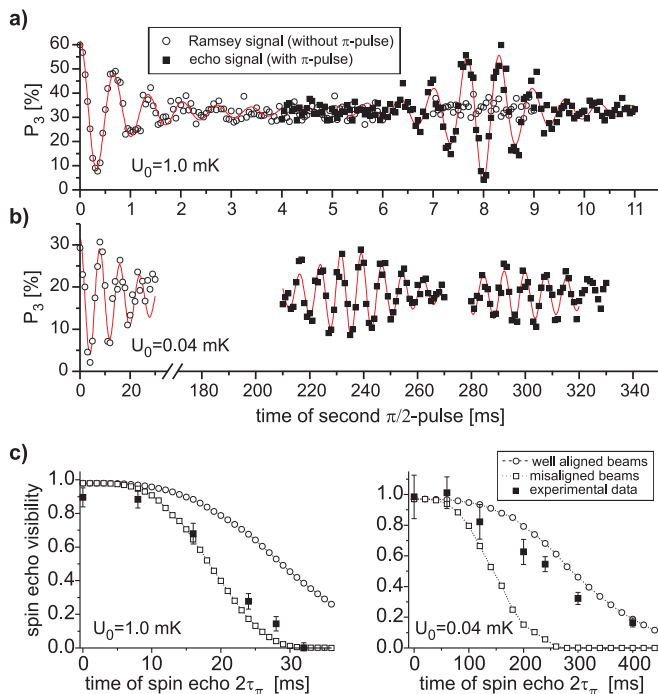 a)
Ramsey signal (without π-pulse)
echo signal (with π-pulse)
P3 [%]
60
50
40
30
20
10
0
U0=1.0 mK
0 1 2 3 4 5 6 7 8 9 10 11
b)
P3 [%]
30
20
10
0
U0=0.04 mK
0 20 180 200 220 240 260 280 300 320 340
time of second π/2-pulse [ms]
c)
well aligned beams
misaligned beams
experimental data
spin echo visibility
1.0
0.8
0.6
0.4
0.2
0.0
U0=1.0 mK
0 10 20 30
time of spin echo 2τπ [ms]
1.0
0.8
0.6
0.4
0.2
0.0
U0=0.04 mK
0 100 200 300 400
time of spin echo 2τπ [ms]